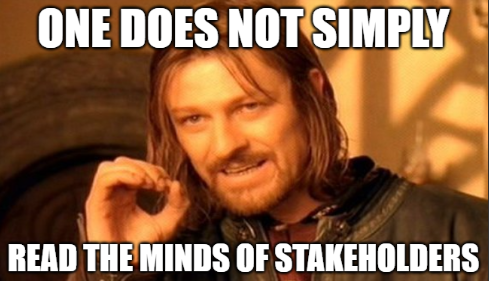 ONE DOES NOT SIMPLY
READ THE MINDS OF STAKEHOLDERS